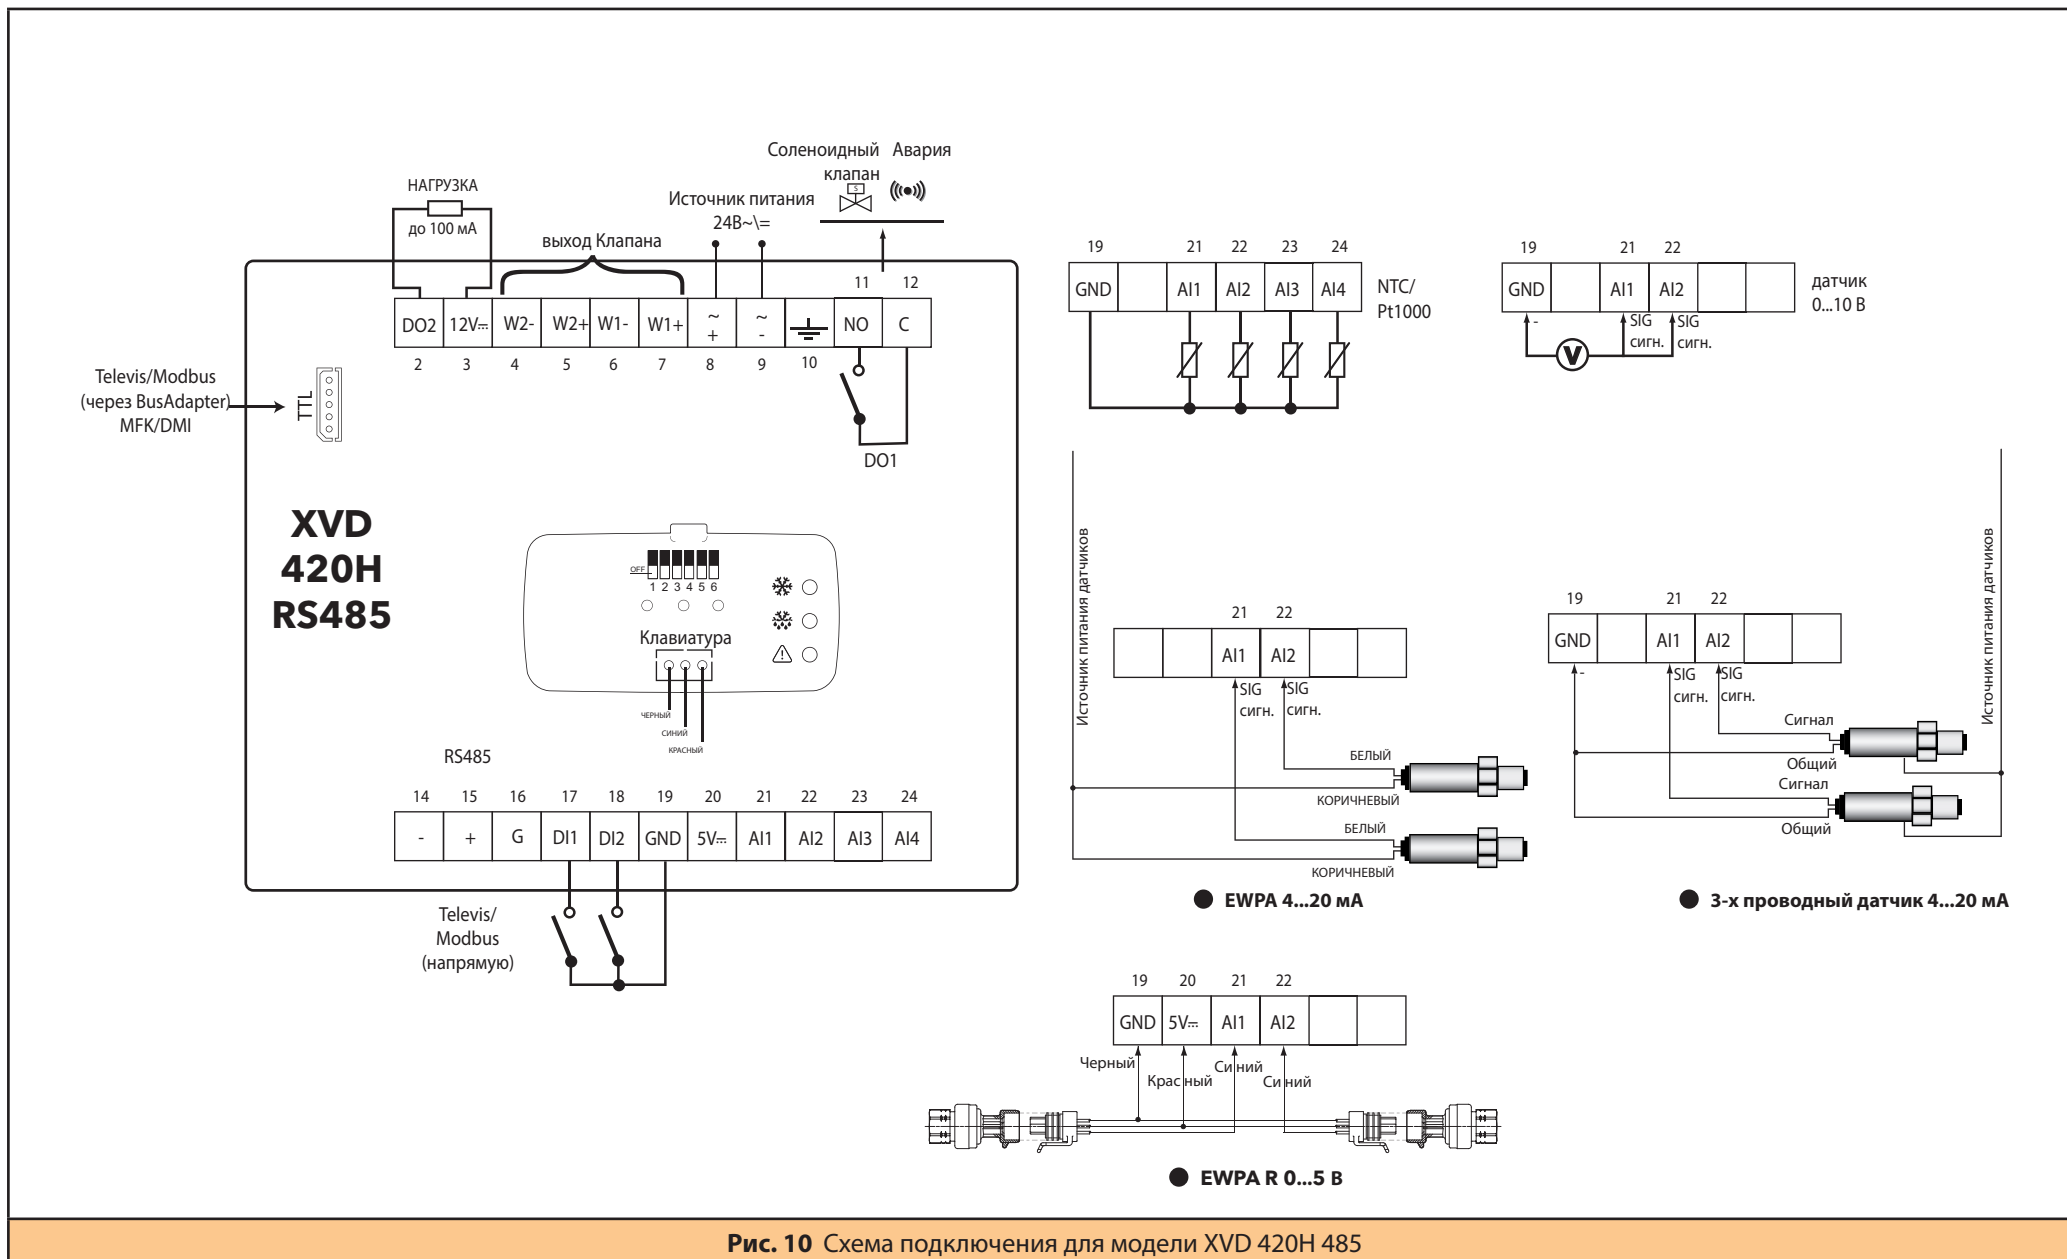 Соленоидный Авария
клапан
S
НАГРУЗКА
до 100 мА
Источник питания
24В~\=
выход Клапана
11 12
DO2 12V⎓ W2- W2+ W1- W1+ ~ + ~ - NO C
2 3 4 5 6 7 8 9 10
DO1
Televis/Modbus
(через BusAdapter)
MFK/DMI
TTL
XVD
420H
RS485
OFF
1 2 3 4 5 6
Клавиатура
ЧЕРНЫЙ
СИНИЙ
КРАСНЫЙ
RS485
14 15 16 17 18 19 20 21 22 23 24
- + G DI1 DI2 GND 5V⎓ AI1 AI2 AI3 AI4
Televis/
Modbus
(напрямую)
19 21 22 23 24
GND AI1 AI2 AI3 AI4
NTC/
Pt1000
19 21 22
GND AI1 AI2
датчик
0...10 В
- SIG SIG
сигн. сигн.
V
Источник питания датчиков
21 22
AI1 AI2
SIG SIG
сигн. сигн.
БЕЛЫЙ
КОРИЧНЕВЫЙ
БЕЛЫЙ
КОРИЧНЕВЫЙ
● EWPA 4...20 мА
Источник питания датчиков
19 21 22
GND AI1 AI2
- SIG SIG
сигн. сигн.
Сигнал
Общий
Сигнал
Общий
● 3-х проводный датчик 4...20 мА
19 20 21 22
GND 5V⎓ AI1 AI2
Черный
Красный
Синий
Синий
● EWPA R 0...5 В
Рис. 10 Схема подключения для модели XVD 420H 485